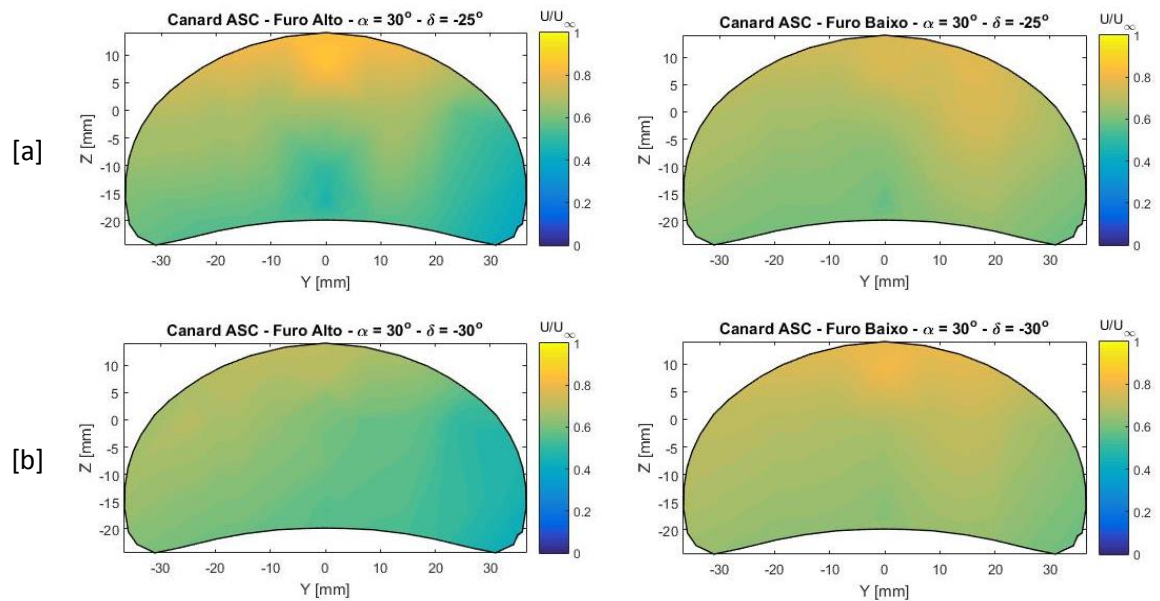 Canard ASC - Furo Alto - α = 30° - δ = -25°
U/U∞
[a]
Z [mm]
10
5
0
-5
-10
-15
-20
-30 -20 -10 0 10 20 30
Y [mm]
1
0.8
0.6
0.4
0.2
0
Canard ASC - Furo Baixo - α = 30° - δ = -25°
U/U∞
Z [mm]
10
5
0
-5
-10
-15
-20
-30 -20 -10 0 10 20 30
Y [mm]
1
0.8
0.6
0.4
0.2
0
Canard ASC - Furo Alto - α = 30° - δ = -30°
U/U∞
[b]
Z [mm]
10
5
0
-5
-10
-15
-20
-30 -20 -10 0 10 20 30
Y [mm]
1
0.8
0.6
0.4
0.2
0
Canard ASC - Furo Baixo - α = 30° - δ = -30°
U/U∞
Z [mm]
10
5
0
-5
-10
-15
-20
-30 -20 -10 0 10 20 30
Y [mm]
1
0.8
0.6
0.4
0.2
0